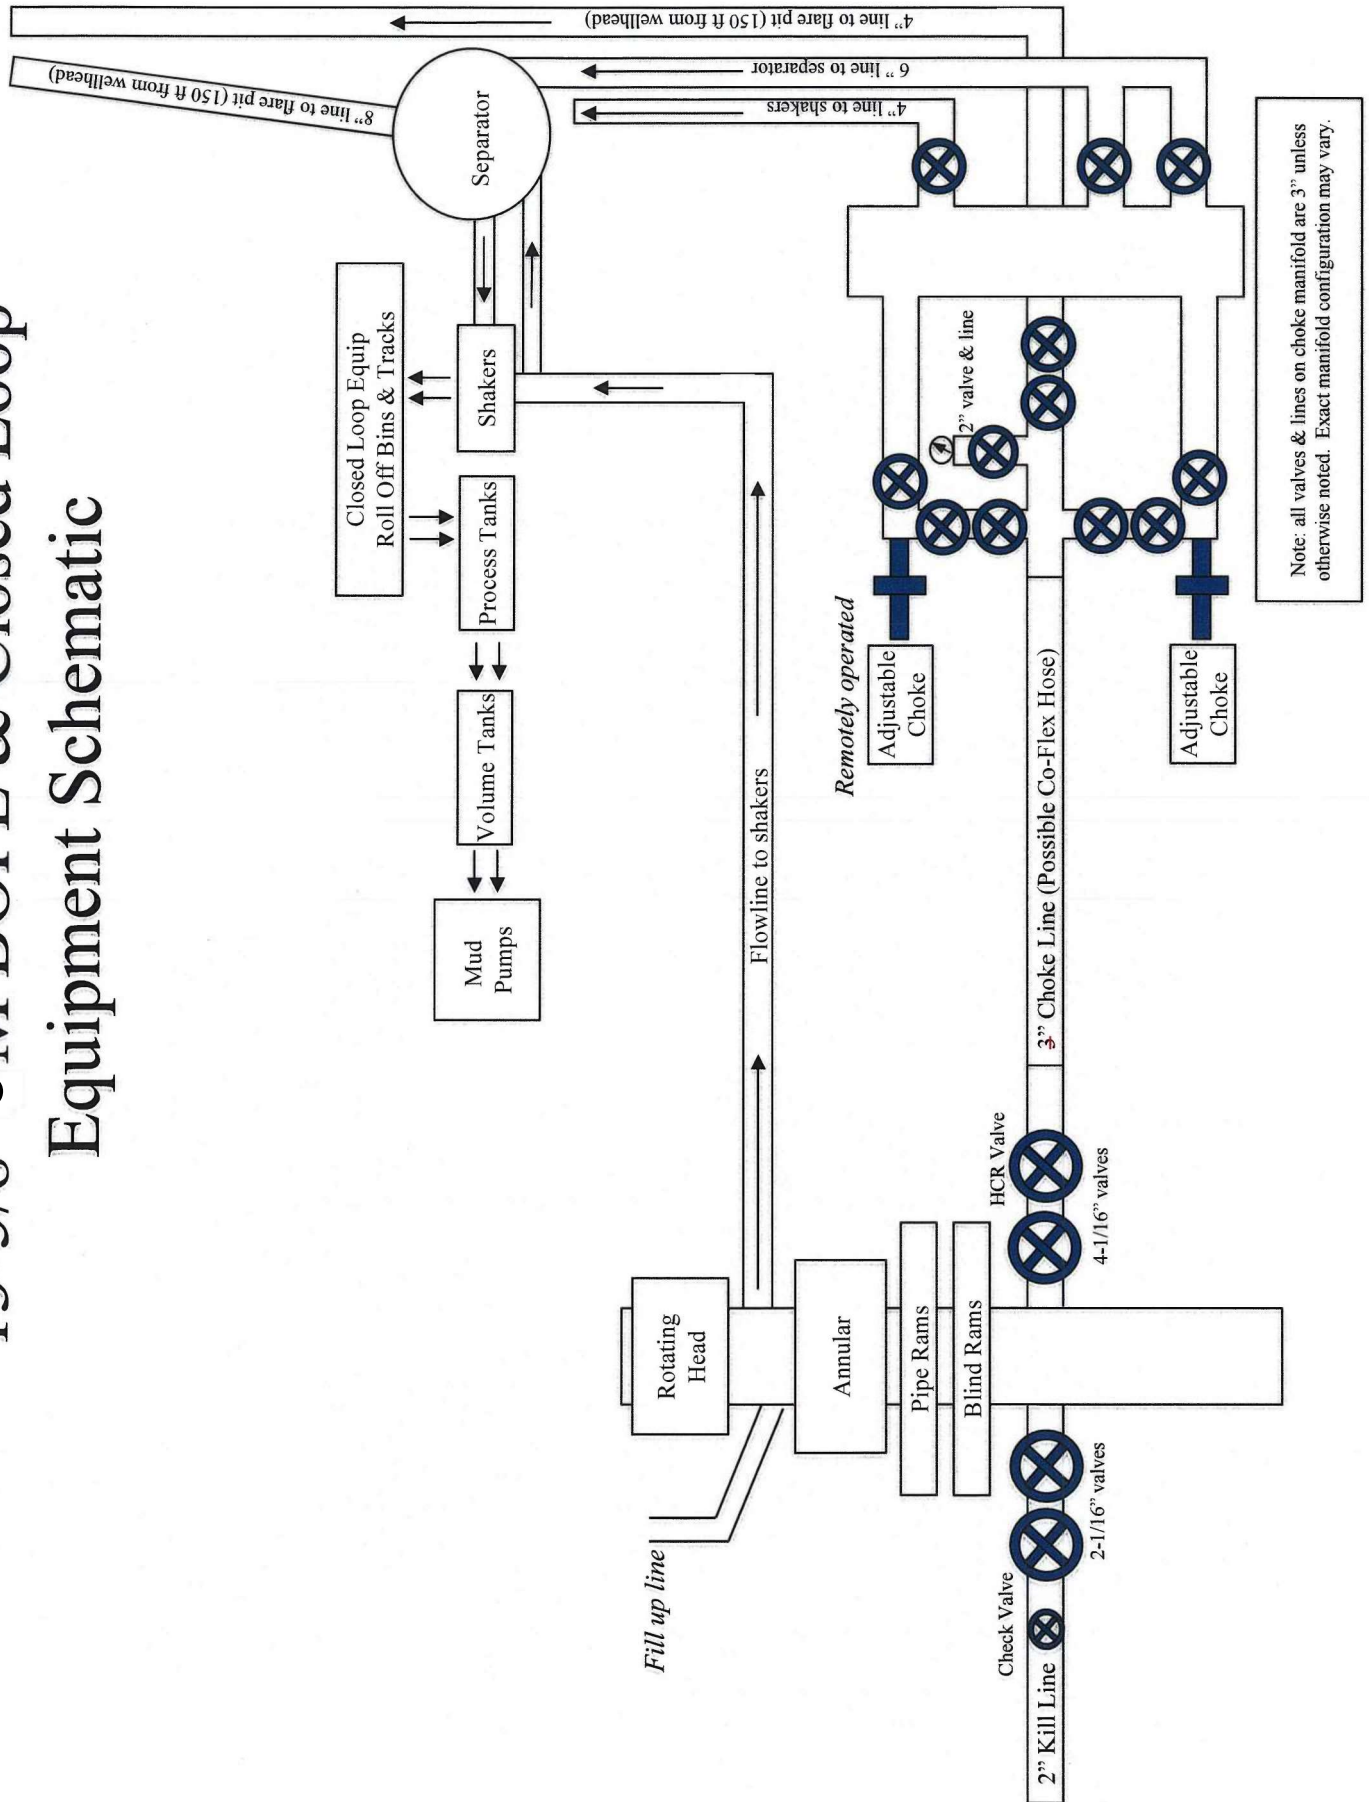 BOPE & Closed Loop
Equipment Schematic
4” line to flare pit (150 ft from wellhead)
8” line to flare pit (150 ft from wellhead)
Separator
6” line to separator
4” line to shakers
Closed Loop Equip
Roll Off Bins & Tracks
Shakers
Process Tanks
Volume Tanks
Mud
Pumps
Flowline to shakers
Rotating
Head
Fill up line
Annular
Pipe Rams
Blind Rams
Remotely operated
Adjustable
Choke
2” valve & line
HCR Valve
4-1/16” valves
3” Choke Line (Possible Co-Flex Hose)
Check Valve
2” Kill Line
2-1/16” valves
Adjustable
Choke
Note: all valves & lines on choke manifold are 3” unless
otherwise noted. Exact manifold configuration may vary.